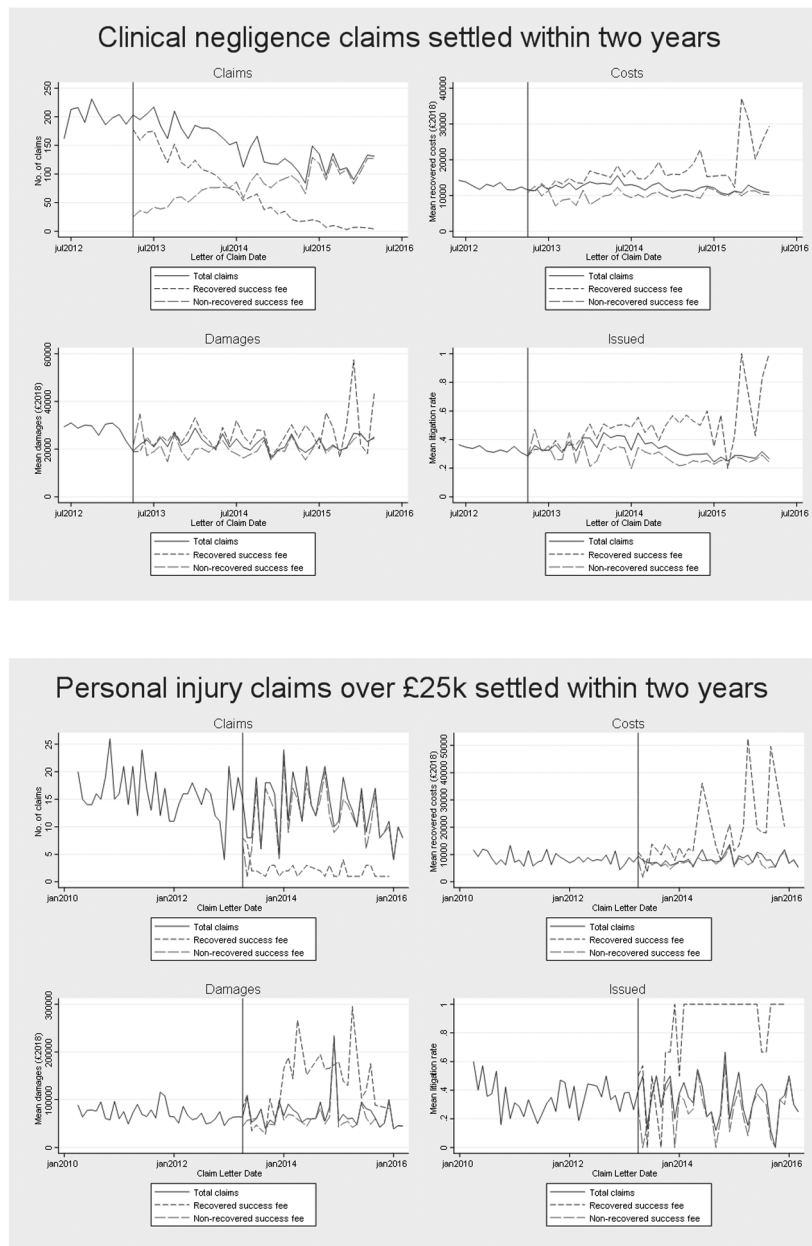 Clinical negligence claims settled within two years
Claims
No. of claims
250
200
150
100
50
0
jul2012
jul2013
jul2014
jul2015
jul2016
Letter of Claim Date
Total claims
Recovered success fee
Non-recovered success fee
Costs
Mean recovered costs (£2018)
40000
30000
20000
10000
0
jul2012
jul2013
jul2014
jul2015
jul2016
Letter of Claim Date
Total claims
Recovered success fee
Non-recovered success fee
Damages
Mean damages (£2018)
60000
40000
20000
0
jul2012
jul2013
jul2014
jul2015
jul2016
Letter of Claim Date
Total claims
Recovered success fee
Non-recovered success fee
Issued
Mean litigation rate
1
.8
.6
.4
.2
0
jul2012
jul2013
jul2014
jul2015
jul2016
Letter of Claim Date
Total claims
Recovered success fee
Non-recovered success fee
Personal injury claims over £25k settled within two years
Claims
No. of claims
25
20
15
10
5
0
jan2010
jan2012
jan2014
jan2016
Claim Letter Date
Total claims
Recovered success fee
Non-recovered success fee
Costs
Mean recovered costs (£2018)
50000
40000
30000
20000
10000
0
jan2010
jan2012
jan2014
jan2016
Claim Letter Date
Total claims
Recovered success fee
Non-recovered success fee
Damages
Mean damages (£2018)
300000
200000
100000
0
jan2010
jan2012
jan2014
jan2016
Claim Letter Date
Total claims
Recovered success fee
Non-recovered success fee
Issued
Mean litigation rate
1
.8
.6
.4
.2
0
jan2010
jan2012
jan2014
jan2016
Claim Letter Date
Total claims
Recovered success fee
Non-recovered success fee